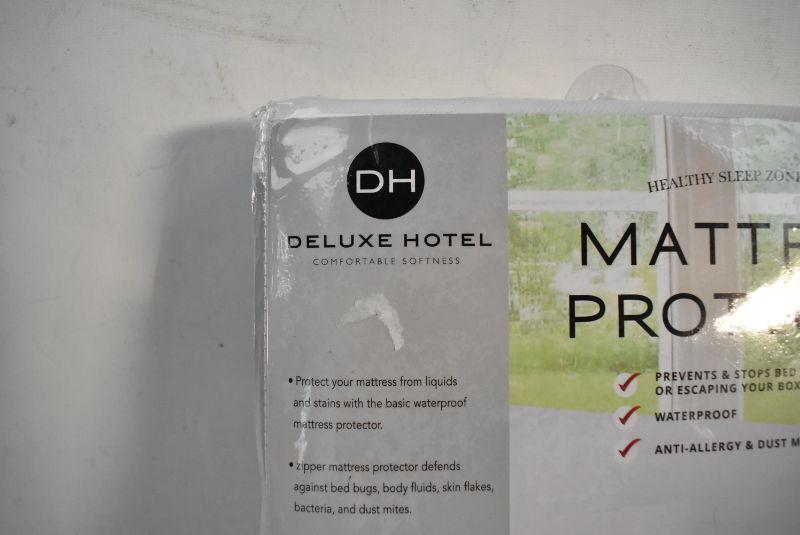 DH
DELUXE HOTEL
COMFORTABLE SOFTNESS
• Protect your mattress from liquids
and stains with the basic waterproof
mattress protector.
• zipper mattress protector defends
against bed bugs, body fluids, skin flakes,
bacteria, and dust mites.
HEALTHY SLEEP ZONE
MATTR
PROT
PREVENTS & STOPS BED
OR ESCAPING YOUR BOX
WATERPROOF
ANTI-ALLERGY & DUST M